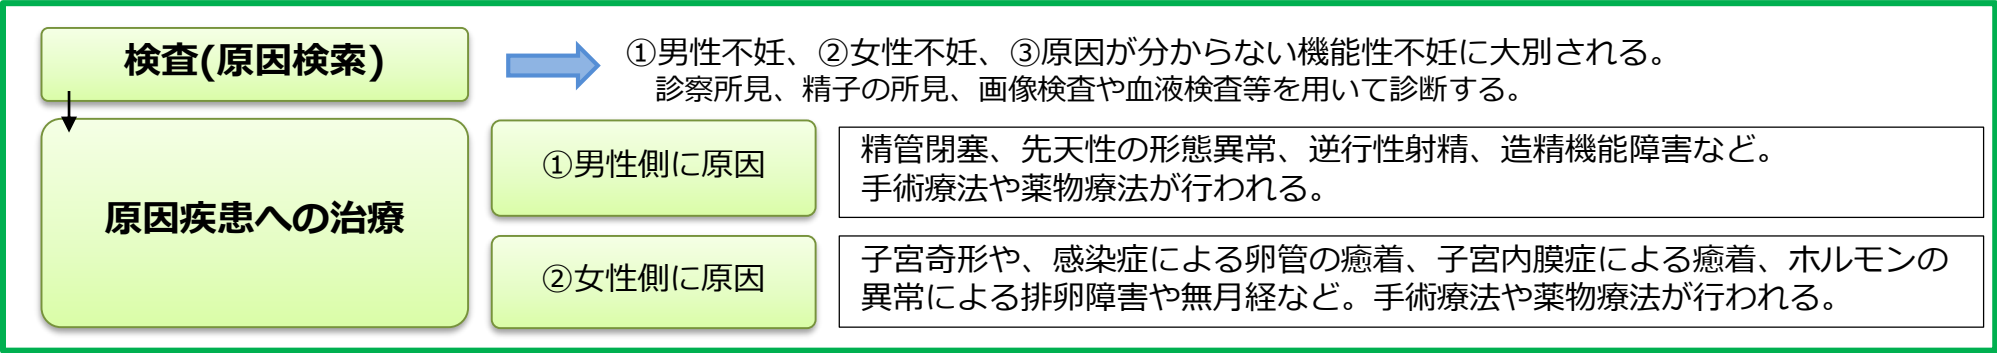 検査(原因検索)
①男性不妊、②女性不妊、③原因が分からない機能性不妊に大別される。
診察所見、精子の所見、画像検査や血液検査等を用いて診断する。
原因疾患への治療
①男性側に原因
精管閉塞、先天性の形態異常、逆行性射精、造精機能障害など。
手術療法や薬物療法が行われる。
②女性側に原因
子宮奇形や、感染症による卵管の癒着、子宮内膜症による癒着、ホルモンの
異常による排卵障害や無月経など。手術療法や薬物療法が行われる。